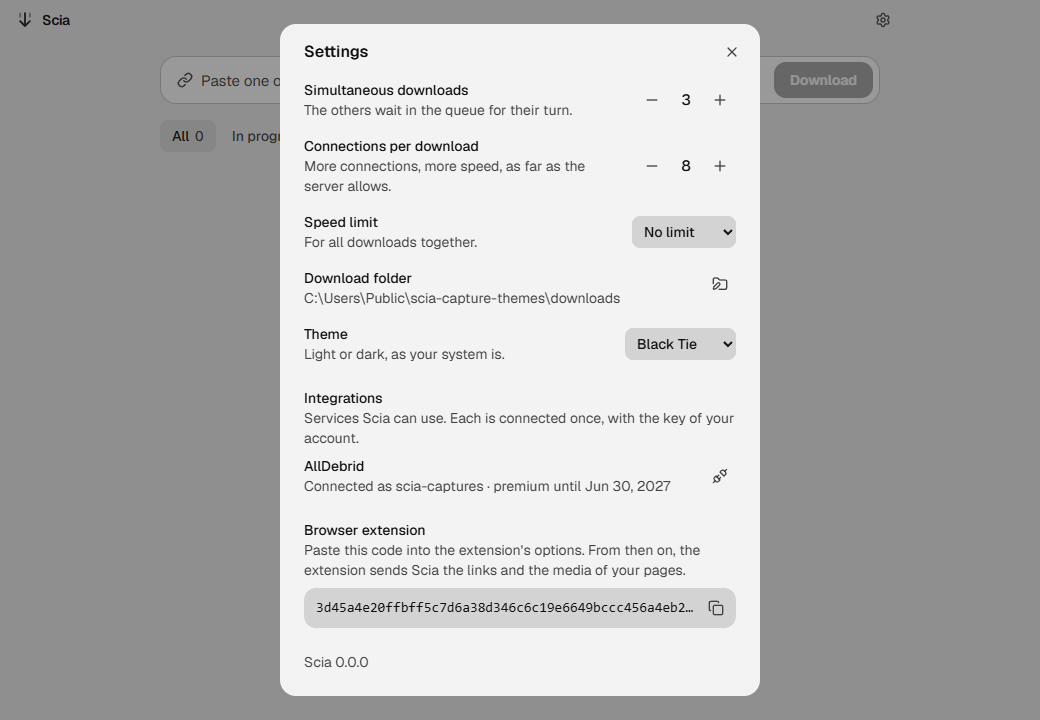 Scia
Settings
Paste one o
Download
All 0
In progr
Simultaneous downloads
The others wait in the queue for their turn.
3
Connections per download
More connections, more speed, as far as the
server allows.
8
Speed limit
For all downloads together.
No limit
Download folder
C:\Users\Public\scia-capture-themes\downloads
Theme
Light or dark, as your system is.
Black Tie
Integrations
Services Scia can use. Each is connected once, with the key of your
account.
AllDebrid
Connected as scia-captures · premium until Jun 30, 2027
Browser extension
Paste this code into the extension's options. From then on, the
extension sends Scia the links and the media of your pages.
3d45a4e20ffbff5c7d6a38d346c6c19e6649bccc456a4eb2…
Scia 0.0.0